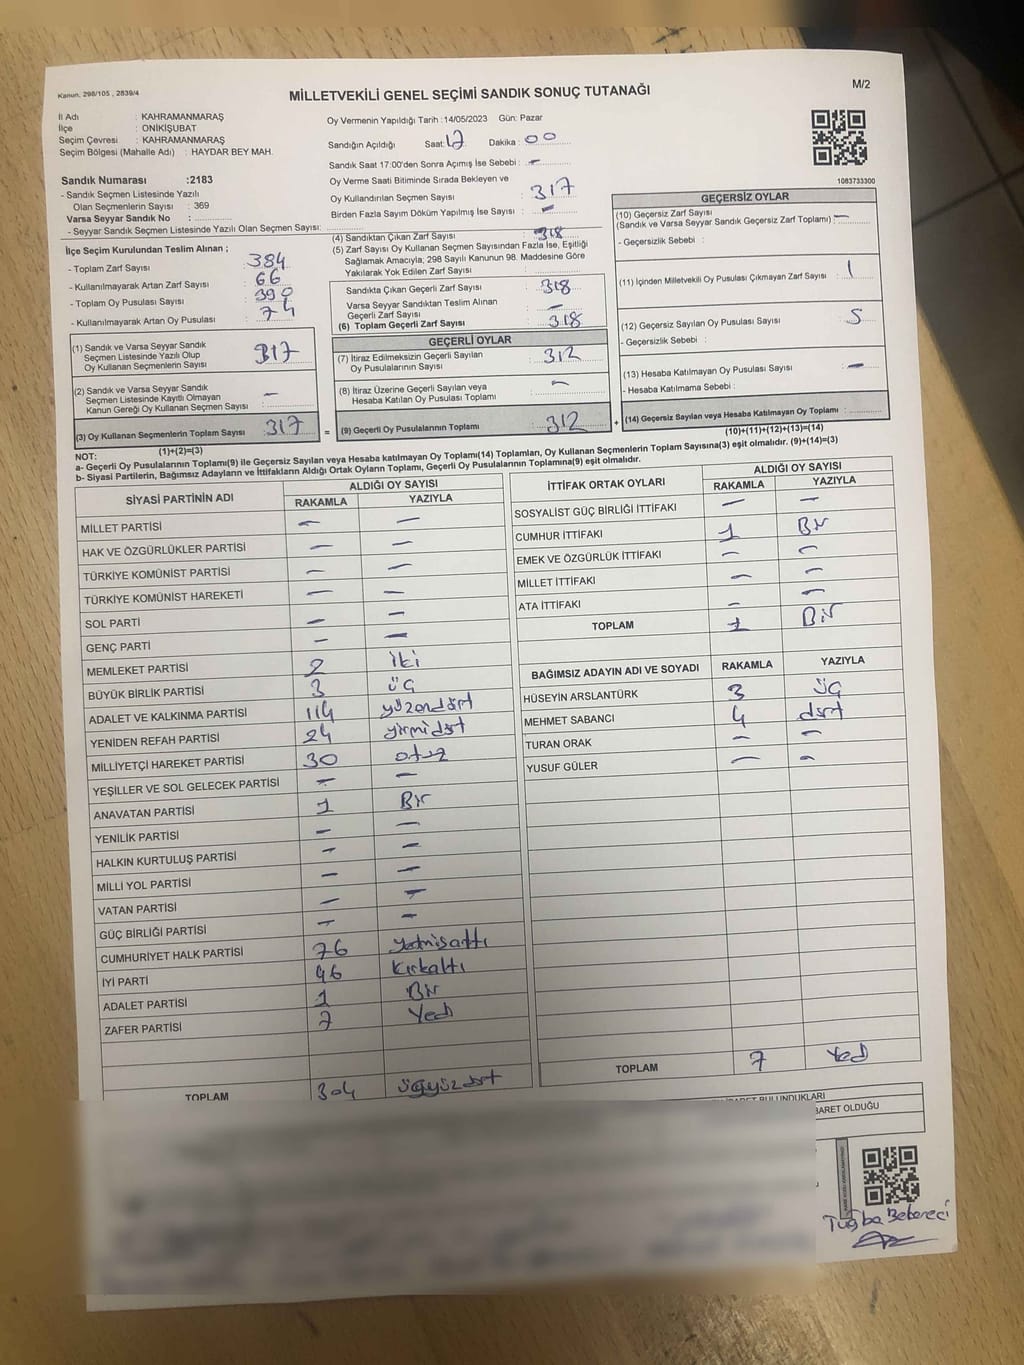 Kanun, 298/105 , 2839/4
MİLLETVEKİLİ GENEL SEÇİMİ SANDIK SONUÇ TUTANAĞI
M/2
İl Adı : KAHRAMANMARAŞ
İlçe : ONİKİŞUBAT
Seçim Çevresi : KAHRAMANMARAŞ
Seçim Bölgesi (Mahalle Adı) : HAYDAR BEY MAH.
Oy Vermenin Yapıldığı Tarih :14/05/2023 Gün: Pazar
Sandığın Açıldığı Saat: 17 Dakika : 00
Sandık Saat 17:00'den Sonra Açımış İse Sebebi : –
Oy Verme Saati Bitiminde Sırada Bekleyen ve
Oy Kullandırılan Seçmen Sayısı : 317
Birden Fazla Sayım Döküm Yapılmış İse Sayısı : –
1083733300
Sandık Numarası :2183
- Sandık Seçmen Listesinde Yazılı
Olan Seçmenlerin Sayısı : 369
Varsa Seyyar Sandık No :
- Seyyar Sandık Seçmen Listesinde Yazılı Olan Seçmen Sayısı:
İlçe Seçim Kurulundan Teslim Alınan ;
- Toplam Zarf Sayısı : 384
- Kullanılmayarak Artan Zarf Sayısı : 66
- Toplam Oy Pusulası Sayısı : 390
- Kullanılmayarak Artan Oy Pusulası : 74
(4) Sandıktan Çıkan Zarf Sayısı : 318
(5) Zarf Sayısı Oy Kullanan Seçmen Sayısından Fazla İse, Eşitliği
Sağlamak Amacıyla; 298 Sayılı Kanunun 98. Maddesine Göre
Yakılarak Yok Edilen Zarf Sayısı :
Sandıkta Çıkan Geçerli Zarf Sayısı : 318
Varsa Seyyar Sandıktan Teslim Alınan
Geçerli Zarf Sayısı : –
(6) Toplam Geçerli Zarf Sayısı : 318
GEÇERSİZ OYLAR
(10) Geçersiz Zarf Sayısı
(Sandık ve Varsa Seyyar Sandık Geçersiz Zarf Toplamı) : –
- Geçersizlik Sebebi :
(11) İçinden Milletvekili Oy Pusulası Çıkmayan Zarf Sayısı : 1
(12) Geçersiz Sayılan Oy Pusulası Sayısı : 5
- Geçersizlik Sebebi :
(13) Hesaba Katılmayan Oy Pusulası Sayısı : –
- Hesaba Katılmama Sebebi :
(14) Geçersiz Sayılan veya Hesaba Katılmayan Oy Toplamı :
(10)+(11)+(12)+(13)=(14)
(1) Sandık ve Varsa Seyyar Sandık
Seçmen Listesinde Yazılı Olup
Oy Kullanan Seçmenlerin Sayısı : 317
(2) Sandık ve Varsa Seyyar Sandık
Seçmen Listesinde Kayıtlı Olmayan
Kanun Gereği Oy Kullanan Seçmen Sayısı : –
(3) Oy Kullanan Seçmenlerin Toplam Sayısı : 317
(1)+(2)=(3)
GEÇERLİ OYLAR
(7) İtiraz Edilmeksizin Geçerli Sayılan
Oy Pusulalarının Sayısı : 312
(8) İtiraz Üzerine Geçerli Sayılan veya
Hesaba Katılan Oy Pusulası Toplamı : –
= (9) Geçerli Oy Pusulalarının Toplamı : 312 +
NOT:
a- Geçerli Oy Pusulalarının Toplamı(9) ile Geçersiz Sayılan veya Hesaba katılmayan Oy Toplamı(14) Toplamları, Oy Kullanan Seçmenlerin Toplam Sayısına(3) eşit olmalıdır. (9)+(14)=(3)
b- Siyasi Partilerin, Bağımsız Adayların ve İttifakların Aldığı Ortak Oyların Toplamı, Geçerli Oy Pusulalarının Toplamına(9) eşit olmalıdır.
SİYASİ PARTİNİN ADI ALDIĞI OY SAYISI
RAKAMLA YAZIYLA
MİLLET PARTİSİ – –
HAK VE ÖZGÜRLÜKLER PARTİSİ – –
TÜRKİYE KOMÜNİST PARTİSİ – –
TÜRKİYE KOMÜNİST HAREKETİ – –
SOL PARTİ – –
GENÇ PARTİ – –
MEMLEKET PARTİSİ 2 iki
BÜYÜK BİRLİK PARTİSİ 3 üç
ADALET VE KALKINMA PARTİSİ 114 yüzondört
YENİDEN REFAH PARTİSİ 24 yirmidört
MİLLİYETÇİ HAREKET PARTİSİ 30 otuz
YEŞİLLER VE SOL GELECEK PARTİSİ – –
ANAVATAN PARTİSİ 1 Bir
YENİLİK PARTİSİ – –
HALKIN KURTULUŞ PARTİSİ – –
MİLLİ YOL PARTİSİ – –
VATAN PARTİSİ – –
GÜÇ BİRLİĞİ PARTİSİ – –
CUMHURİYET HALK PARTİSİ 76 yetmişaltı
İYİ PARTİ 46 kırkaltı
ADALET PARTİSİ 1 Bir
ZAFER PARTİSİ 7 Yedi
TOPLAM 304 üçyüzdört
İTTİFAK ORTAK OYLARI ALDIĞI OY SAYISI
RAKAMLA YAZIYLA
SOSYALİST GÜÇ BİRLİĞİ İTTİFAKI – –
CUMHUR İTTİFAKI 1 Bir
EMEK VE ÖZGÜRLÜK İTTİFAKI – –
MİLLET İTTİFAKI – –
ATA İTTİFAKI – –
TOPLAM 1 Bir
BAĞIMSIZ ADAYIN ADI VE SOYADI RAKAMLA YAZIYLA
HÜSEYİN ARSLANTÜRK 3 üç
MEHMET SABANCI 4 dört
TURAN ORAK – –
YUSUF GÜLER – –
TOPLAM 7 Yedi
BULUNDUKLARI
BARET OLDUĞU
Tuğba Bebereci